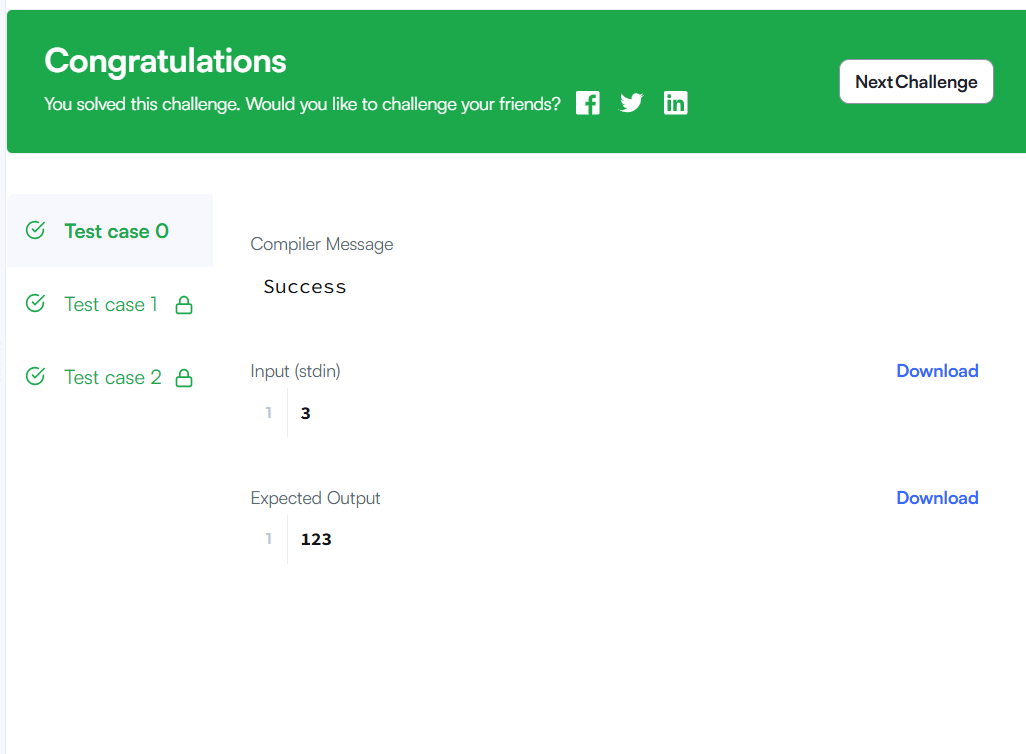 Congratulations
You solved this challenge. Would you like to challenge your friends?
Next Challenge
Test case 0
Test case 1
Test case 2
Compiler Message
Success
Input (stdin)
Download
1 3
Expected Output
Download
1 123